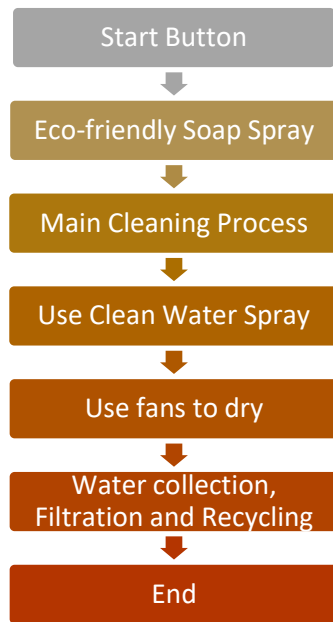 Start Button
Eco-friendly Soap Spray
Main Cleaning Process
Use Clean Water Spray
Use fans to dry
Water collection,
Filtration and Recycling
End